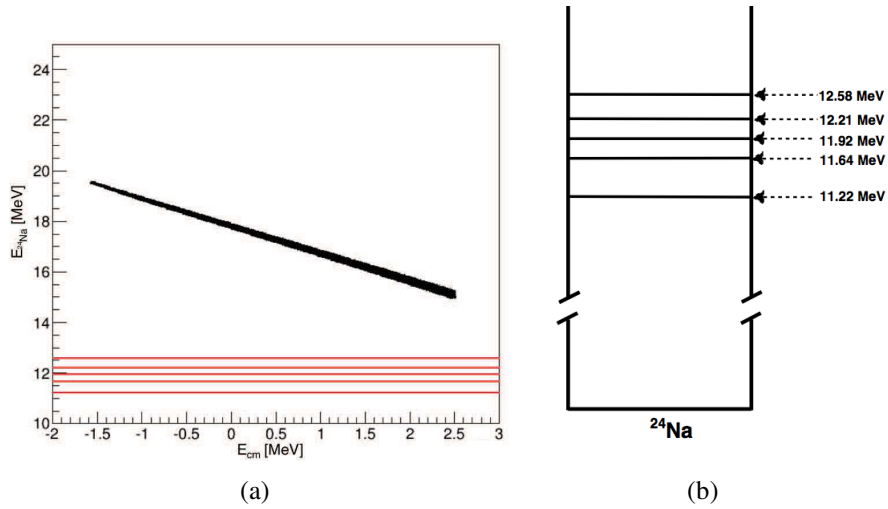 24
22
20
18
16
14
12
10
E24Na [MeV]
-2 -1.5 -1 -0.5 0 0.5 1 1.5 2 2.5 3
Ecm [MeV]
(a)
12.58 MeV
12.21 MeV
11.92 MeV
11.64 MeV
11.22 MeV
24Na
(b)